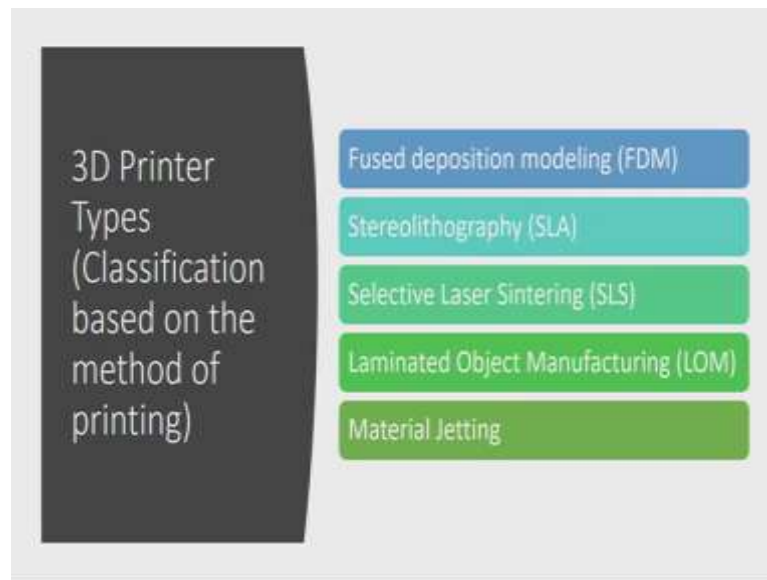 3D Printer
Types
(Classification
based on the
method of
printing)
Fused deposition modeling (FDM)
Stereolithography (SLA)
Selective Laser Sintering (SLS)
Laminated Object Manufacturing (LOM)
Material Jetting